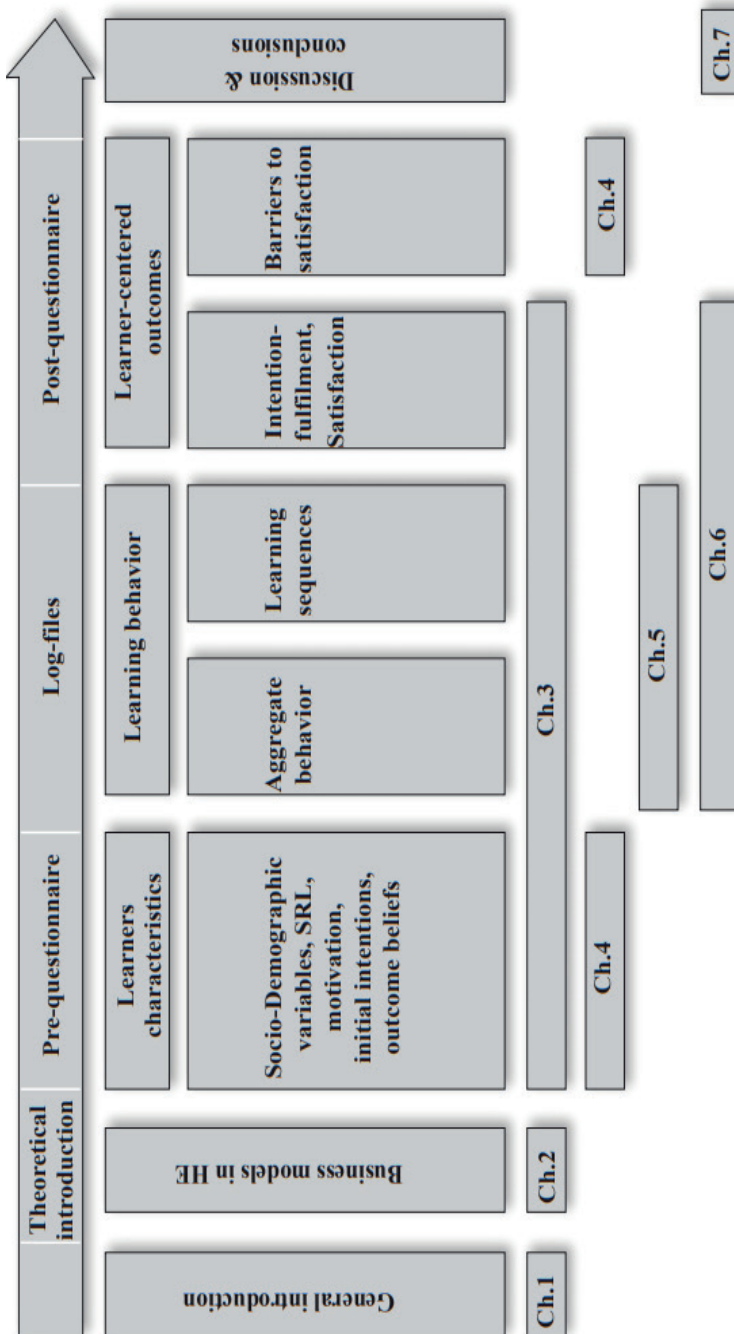 Theoretical
introduction
Pre-questionnaire
Log-files
Post-questionnaire
General introduction
Business models in HE
Learners
characteristics
Learning behavior
Learner-centered
outcomes
Discussion &
conclusions
Socio-Demographic
variables, SRL,
motivation,
initial intentions,
outcome beliefs
Aggregate
behavior
Learning
sequences
Intention-
fulfilment,
Satisfaction
Barriers to
satisfaction
Ch.1
Ch.2
Ch.3
Ch.4
Ch.4
Ch.5
Ch.6
Ch.7